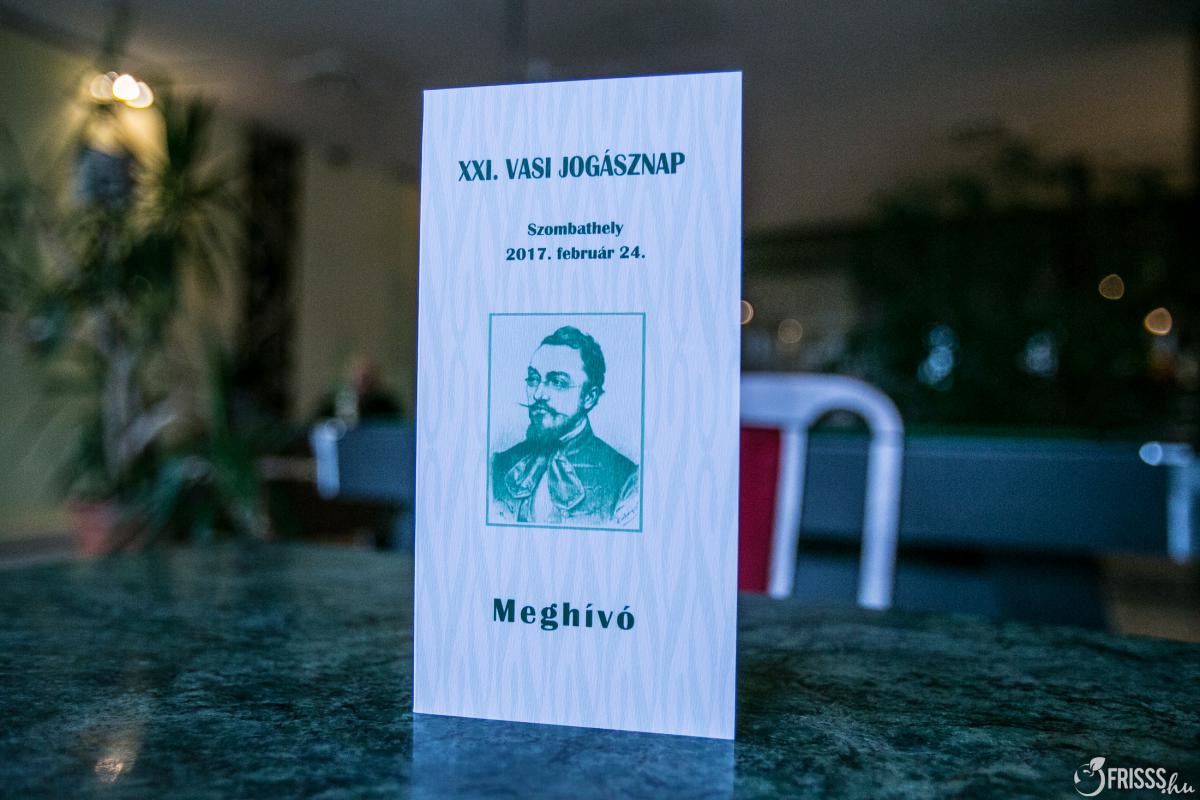 XXI. VASI JOGÁSZNAP
Szombathely
2017. február 24.
Meghívó
FRISSS.hu